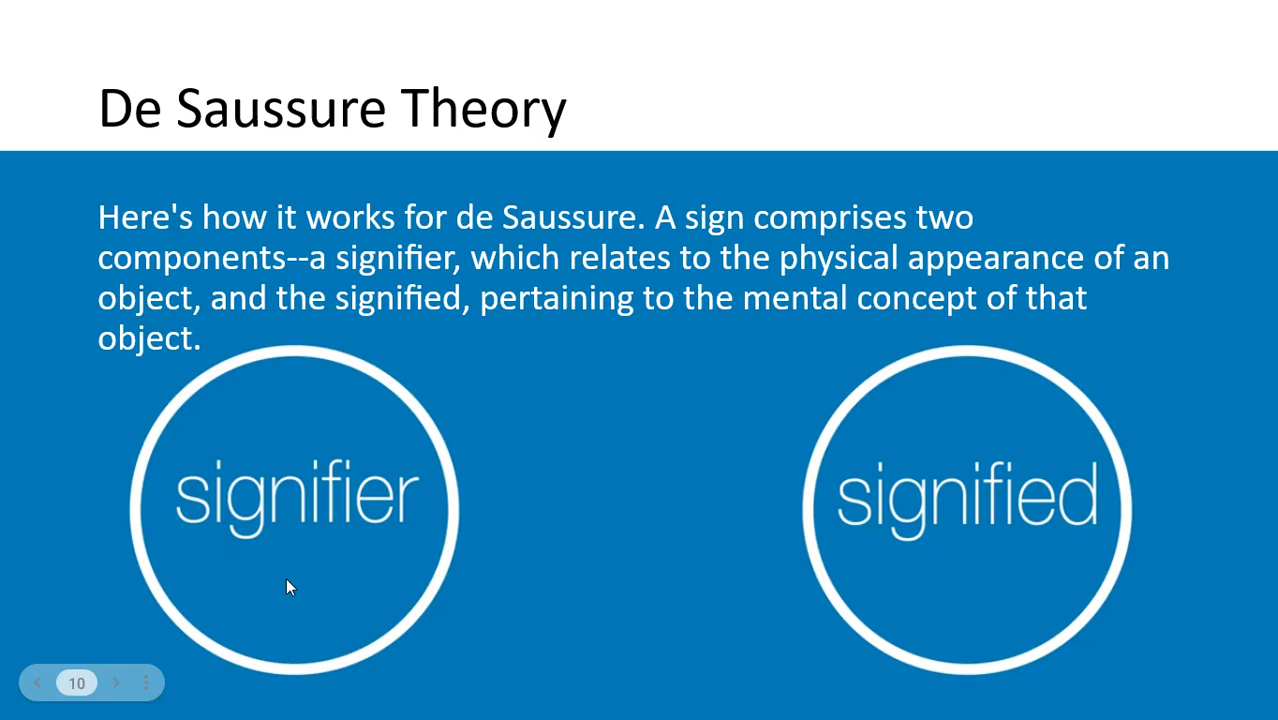 De Saussure Theory
Here's how it works for de Saussure. A sign comprises two
components--a signifier, which relates to the physical appearance of an
object, and the signified, pertaining to the mental concept of that
object.
signifier
signified
10